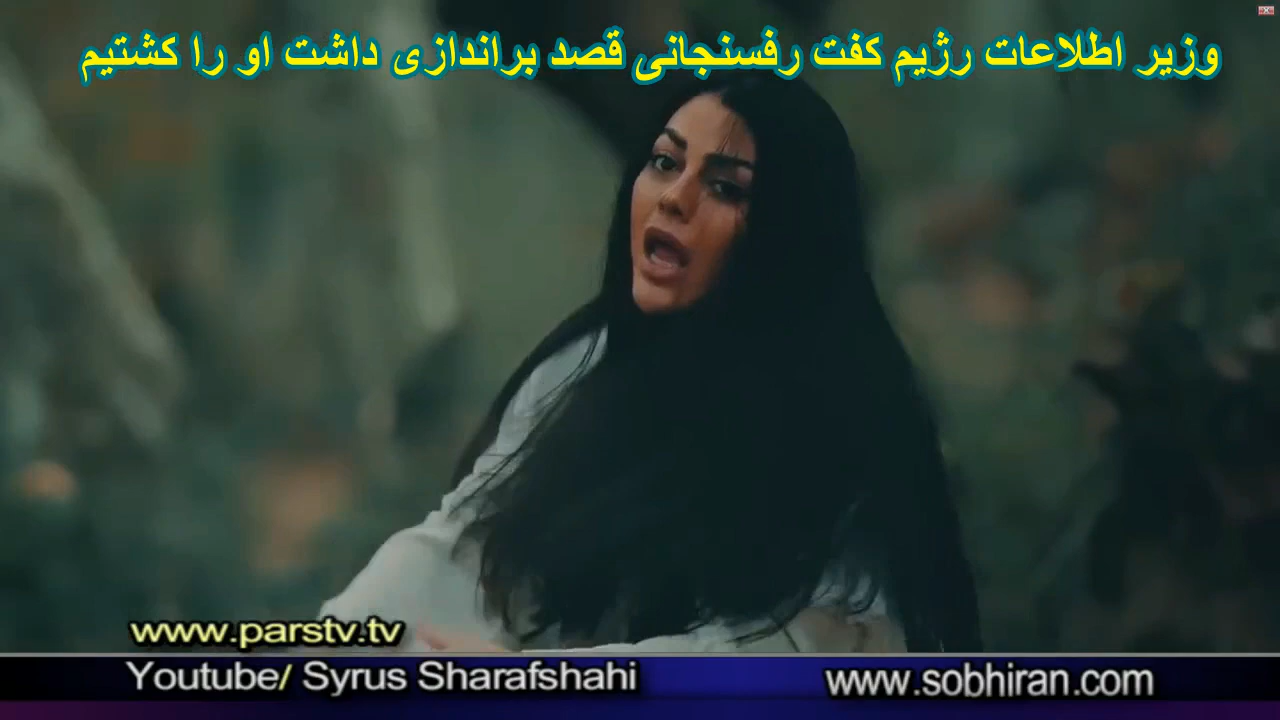 وزیر اطلاعات رژیم کفت رفسنجانی قصد براندازی داشت او را کشتیم
www.parstv.tv
Youtube/ Syrus Sharafshahi
www.sobhiran.com